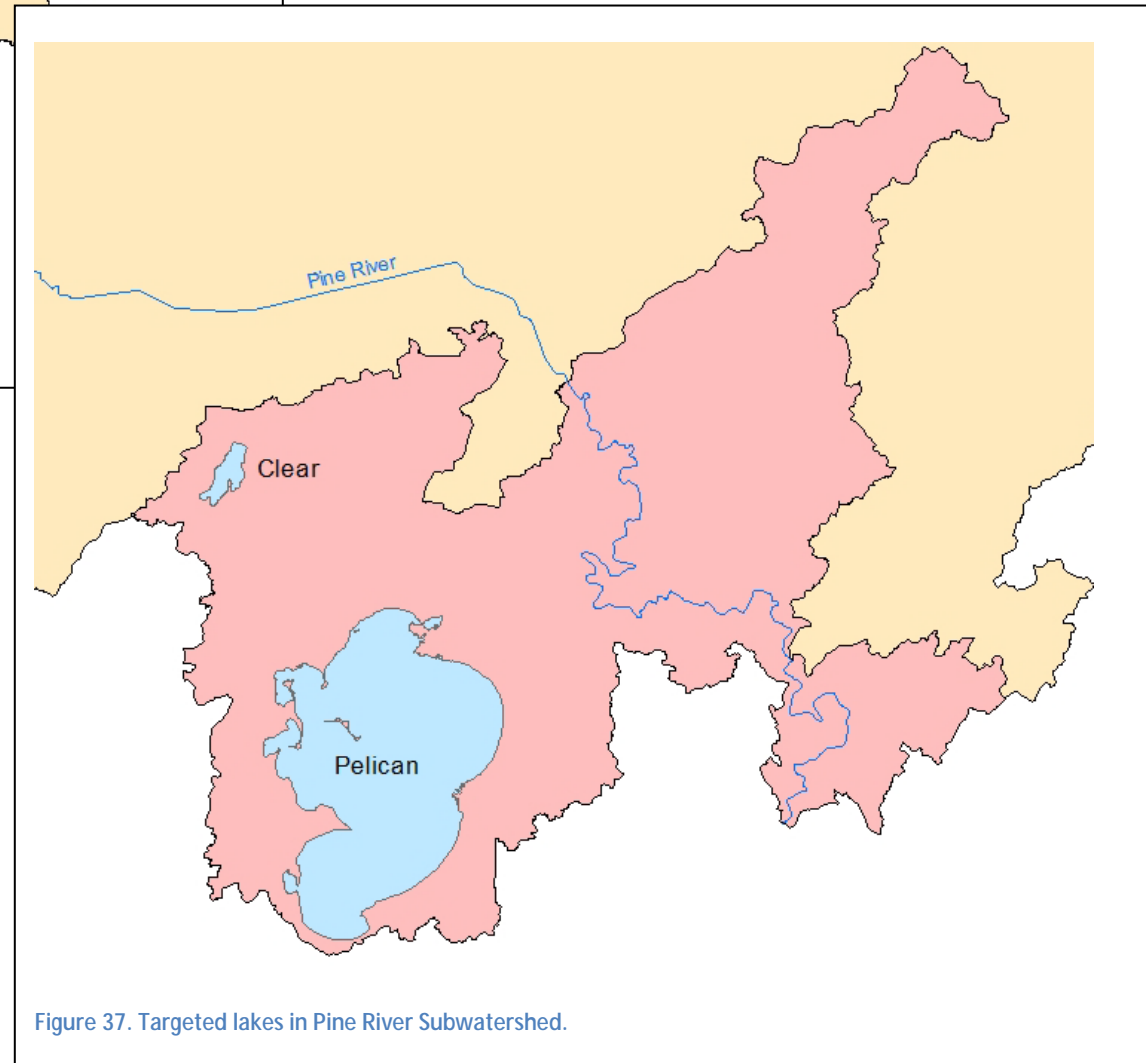 Pine River
Clear
Pelican
Figure 37. Targeted lakes in Pine River Subwatershed.